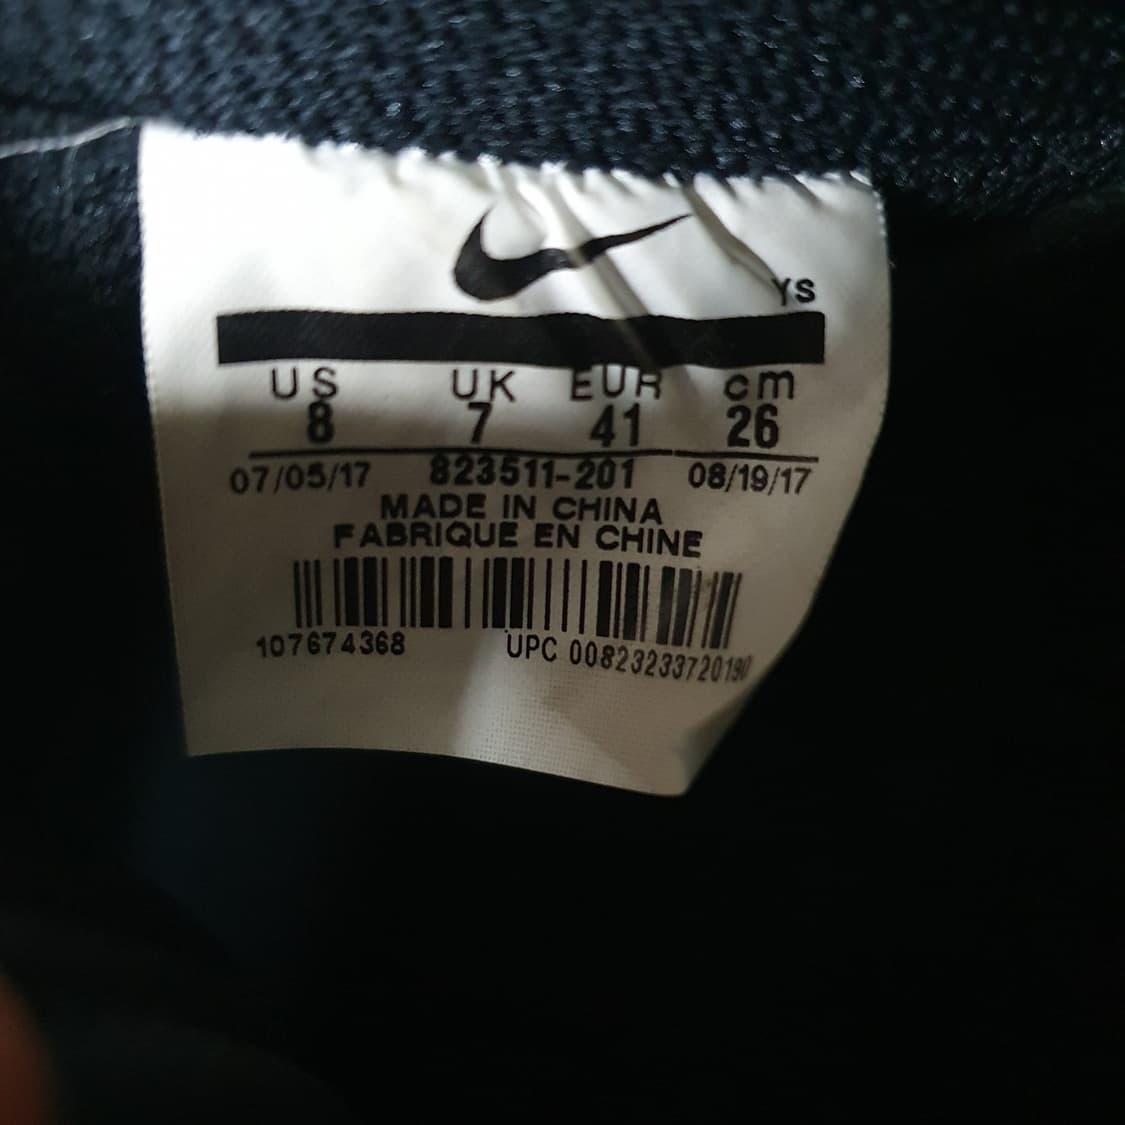 YS
US UK EUR cm
8 7 41 26
07/05/17 823511-201 08/19/17
MADE IN CHINA
FABRIQUE EN CHINE
107674368 UPC 00823233720190